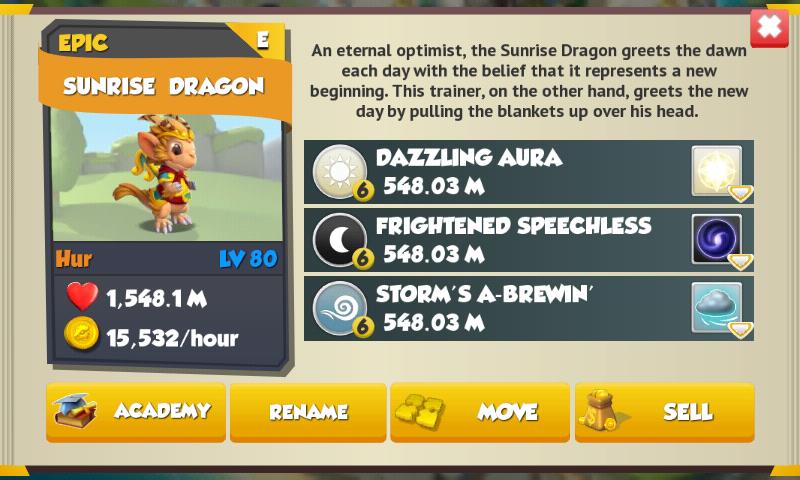 EPIC
E
SUNRISE DRAGON
Hur
LV 80
1,548.1 M
15,532/hour
An eternal optimist, the Sunrise Dragon greets the dawn
each day with the belief that it represents a new
beginning. This trainer, on the other hand, greets the new
day by pulling the blankets up over his head.
DAZZLING AURA
6
548.03 M
FRIGHTENED SPEECHLESS
6
548.03 M
STORM'S A-BREWIN'
6
548.03 M
ACADEMY
RENAME
MOVE
SELL